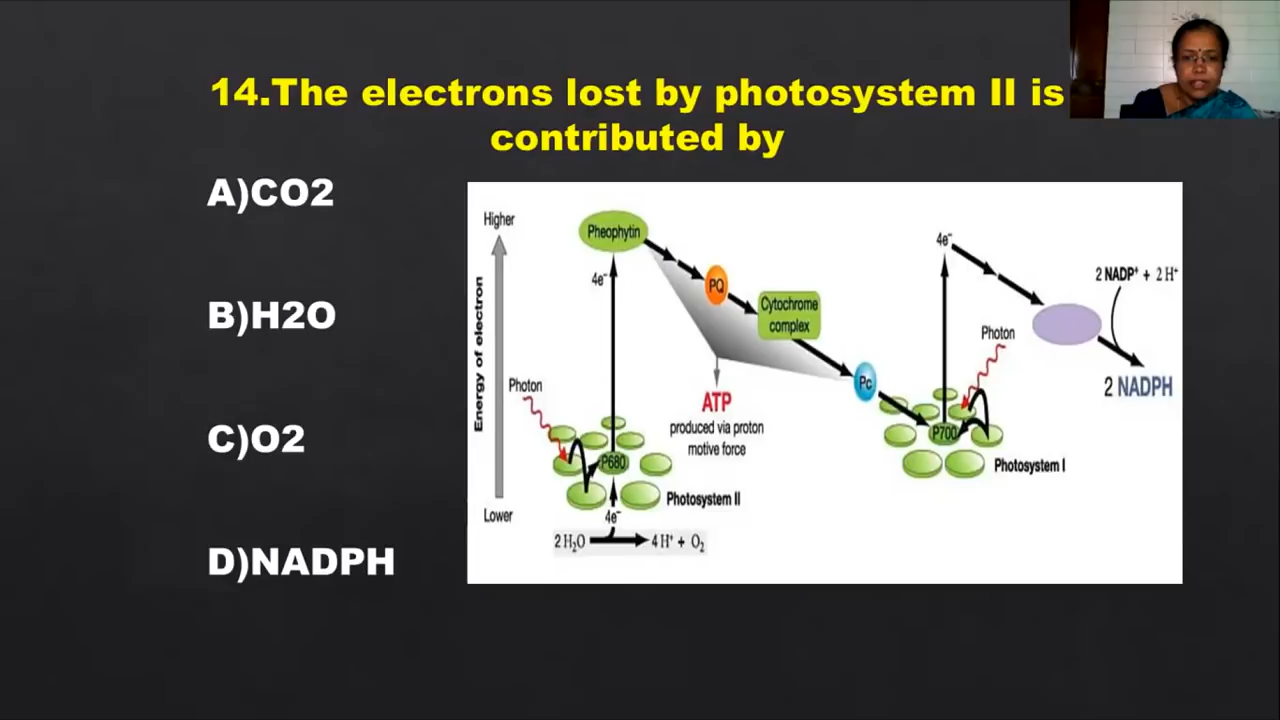 14.The electrons lost by photosystem II is
contributed by
A)CO2
B)H2O
C)O2
D)NADPH
Higher
Energy of electron
Lower
Pheophytin
4e⁻
PQ
Cytochrome
complex
Photon
ATP
produced via proton
motive force
Pc
P680
Photosystem II
4e⁻
2 H₂O → 4 H⁺ + O₂
4e⁻
2 NADP⁺ + 2 H⁺
Photon
2 NADPH
P700
Photosystem I